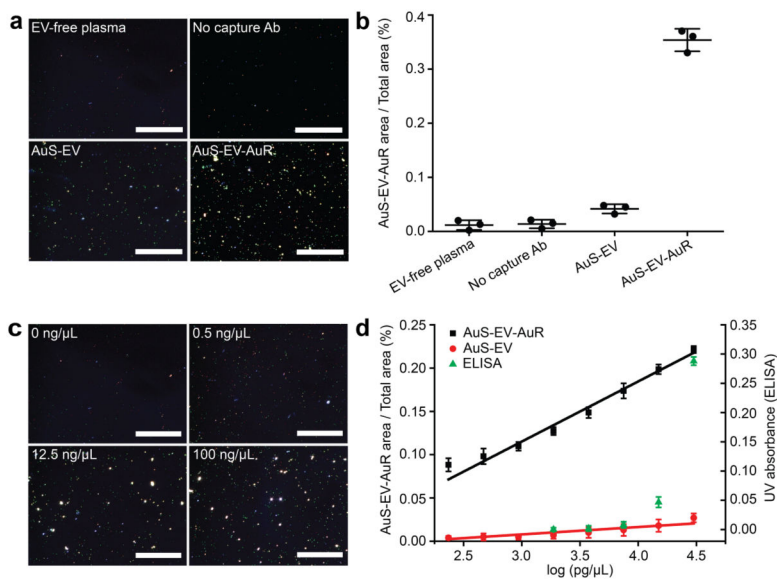 a
EV-free plasma
No capture Ab
AuS-EV
AuS-EV-AuR
b
AuS-EV-AuR area / Total area (%)
0.4
0.3
0.2
0.1
0.0
EV-free plasma
No capture Ab
AuS-EV
AuS-EV-AuR
c
0 ng/µL
0.5 ng/µL
12.5 ng/µL
100 ng/µL
d
AuS-EV-AuR area / Total area (%)
0.25
0.20
0.15
0.10
0.05
0.00
AuS-EV-AuR
AuS-EV
ELISA
0.35
0.30
0.25
0.20
0.15
0.10
0.05
0.00
UV absorbance (ELISA)
2.5 3.0 3.5 4.0 4.5
log (pg/µL)